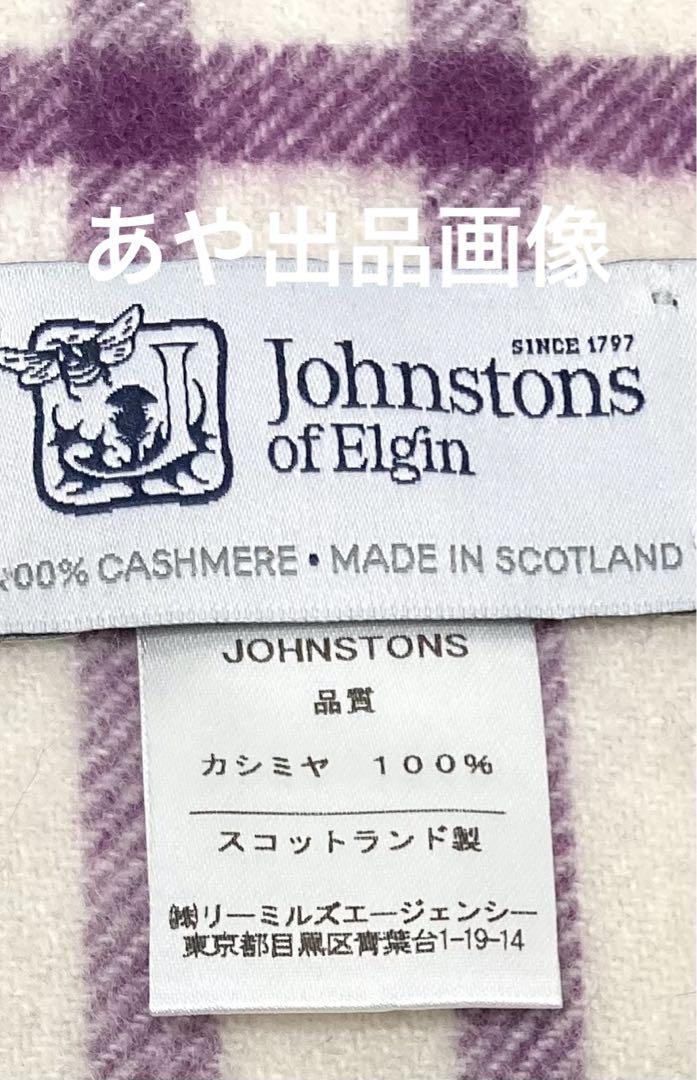 あや出品画像
SINCE 1797
Johnstons
of Elgin
100% CASHMERE • MADE IN SCOTLAND
JOHNSTONS
品質
カシミヤ 100%
スコットランド製
㈱リーミルズエージェンシー
東京都目黒区青葉台1-19-14